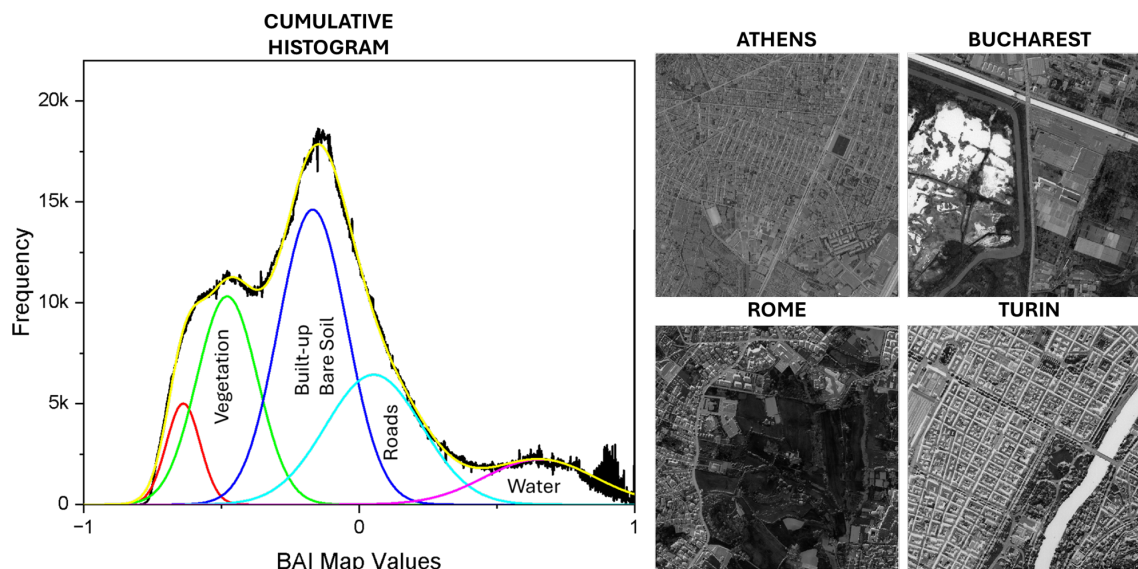 CUMULATIVE
HISTOGRAM
20k
15k
10k
5k
0
Frequency
Vegetation
Built-up
Bare Soil
Roads
Water
−1
0
1
BAI Map Values
ATHENS
BUCHAREST
ROME
TURIN